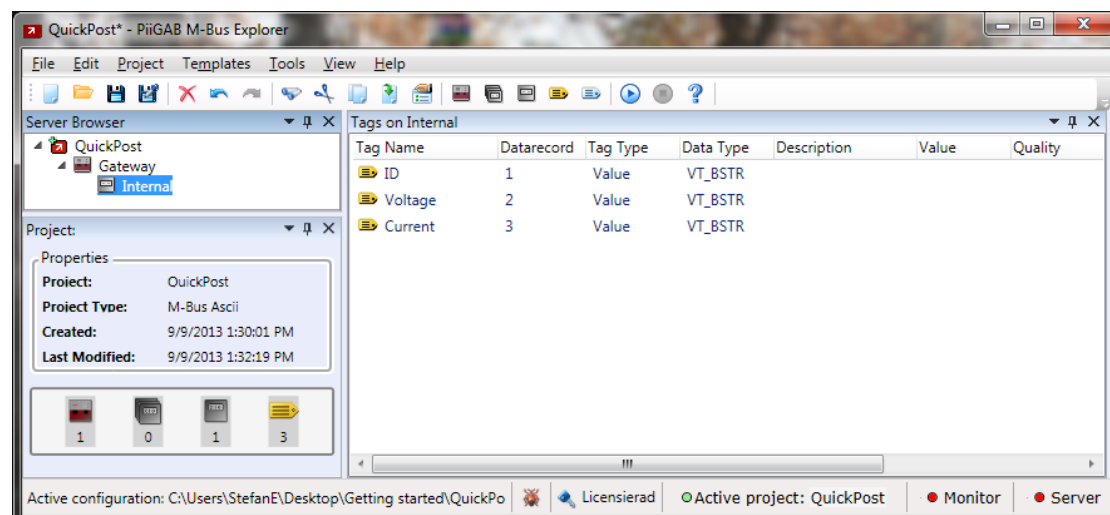 QuickPost* - PiiGAB M-Bus Explorer
File Edit Project Templates Tools View Help
Server Browser
QuickPost
Gateway
Internal
Project:
Properties
Project: QuickPost
Project Type: M-Bus Ascii
Created: 9/9/2013 1:30:01 PM
Last Modified: 9/9/2013 1:32:19 PM
1 0 1 3
Tags on Internal
Tag Name Datarecord Tag Type Data Type Description Value Quality
ID 1 Value VT_BSTR
Voltage 2 Value VT_BSTR
Current 3 Value VT_BSTR
Active configuration: C:\Users\StefanE\Desktop\Getting started\QuickPo Licensierad Active project: QuickPost Monitor Server